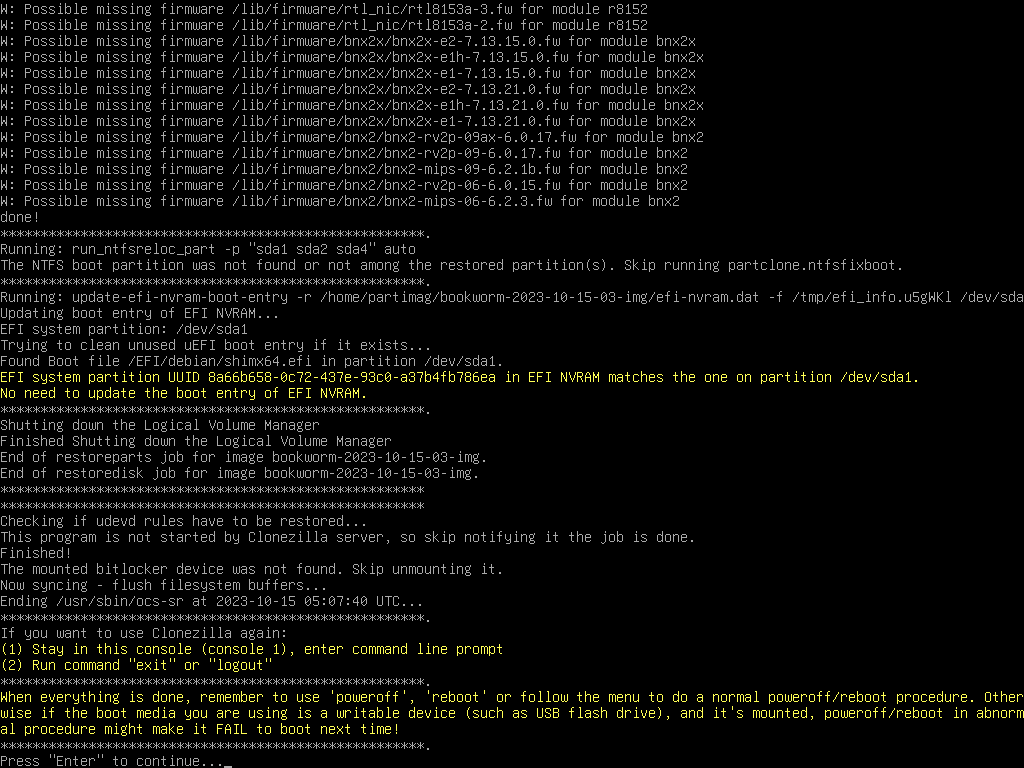 W: Possible missing firmware /lib/firmware/rtl_nic/rtl8153a-3.fw for module r8152
W: Possible missing firmware /lib/firmware/rtl_nic/rtl8153a-2.fw for module r8152
W: Possible missing firmware /lib/firmware/bnx2x/bnx2x-e2-7.13.15.0.fw for module bnx2x
W: Possible missing firmware /lib/firmware/bnx2x/bnx2x-e1h-7.13.15.0.fw for module bnx2x
W: Possible missing firmware /lib/firmware/bnx2x/bnx2x-e1-7.13.15.0.fw for module bnx2x
W: Possible missing firmware /lib/firmware/bnx2x/bnx2x-e2-7.13.21.0.fw for module bnx2x
W: Possible missing firmware /lib/firmware/bnx2x/bnx2x-e1h-7.13.21.0.fw for module bnx2x
W: Possible missing firmware /lib/firmware/bnx2x/bnx2x-e1-7.13.21.0.fw for module bnx2x
W: Possible missing firmware /lib/firmware/bnx2/bnx2-rv2p-09ax-6.0.17.fw for module bnx2
W: Possible missing firmware /lib/firmware/bnx2/bnx2-rv2p-09-6.0.17.fw for module bnx2
W: Possible missing firmware /lib/firmware/bnx2/bnx2-mips-09-6.2.1b.fw for module bnx2
W: Possible missing firmware /lib/firmware/bnx2/bnx2-rv2p-06-6.0.15.fw for module bnx2
W: Possible missing firmware /lib/firmware/bnx2/bnx2-mips-06-6.2.3.fw for module bnx2
done!
*****************************************************.
Running: run_ntfsreloc_part -p "sda1 sda2 sda4" auto
The NTFS boot partition was not found or not among the restored partition(s). Skip running partclone.ntfsfixboot.
*****************************************************.
Running: update-efi-nvram-boot-entry -r /home/partimag/bookworm-2023-10-15-03-img/efi-nvram.dat -f /tmp/efi_info.u5gWKl /dev/sda
Updating boot entry of EFI NVRAM...
EFI system partition: /dev/sda1
Trying to clean unused uEFI boot entry if it exists...
Found Boot file /EFI/debian/shimx64.efi in partition /dev/sda1.
EFI system partition UUID 8a66b658-0c72-437e-93c0-a37b4fb786ea in EFI NVRAM matches the one on partition /dev/sda1.
No need to update the boot entry of EFI NVRAM.
*****************************************************.
Shutting down the Logical Volume Manager
Finished Shutting down the Logical Volume Manager
End of restoreparts job for image bookworm-2023-10-15-03-img.
End of restoredisk job for image bookworm-2023-10-15-03-img.
*****************************************************
*****************************************************
Checking if udevd rules have to be restored...
This program is not started by Clonezilla server, so skip notifying it the job is done.
Finished!
The mounted bitlocker device was not found. Skip unmounting it.
Now syncing - flush filesystem buffers...
Ending /usr/sbin/ocs-sr at 2023-10-15 05:07:40 UTC...
*****************************************************.
If you want to use Clonezilla again:
(1) Stay in this console (console 1), enter command line prompt
(2) Run command "exit" or "logout"
*****************************************************.
When everything is done, remember to use 'poweroff', 'reboot' or follow the menu to do a normal poweroff/reboot procedure. Other
wise if the boot media you are using is a writable device (such as USB flash drive), and it's mounted, poweroff/reboot in abnorm
al procedure might make it FAIL to boot next time!
*****************************************************.
Press "Enter" to continue..._